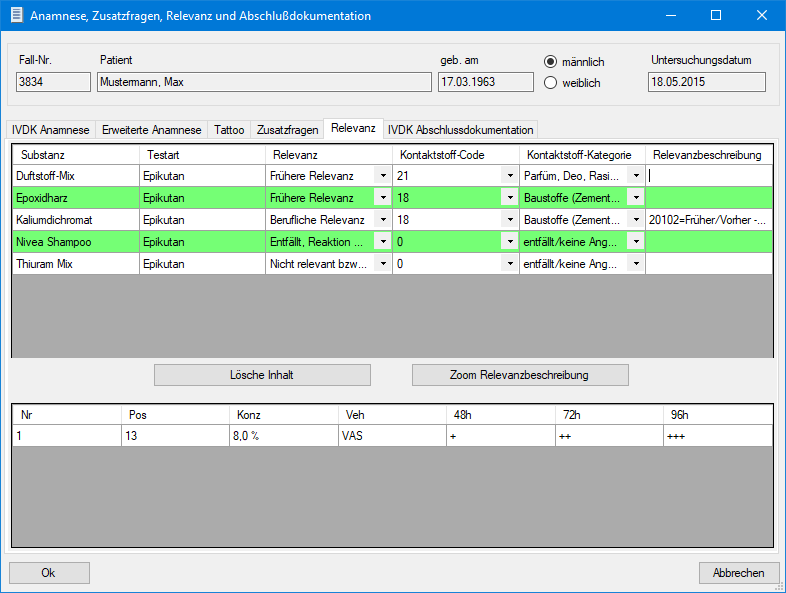 Anamnese, Zusatzfragen, Relevanz und Abschlußdokumentation
Fall-Nr. Patient geb. am männlich Untersuchungsdatum
3834 Mustermann, Max 17.03.1963 weiblich 18.05.2015
IVDK Anamnese Erweiterte Anamnese Tattoo Zusatzfragen Relevanz IVDK Abschlussdokumentation
Substanz Testart Relevanz Kontaktstoff-Code Kontaktstoff-Kategorie Relevanzbeschreibung
Duftstoff-Mix Epikutan Frühere Relevanz 21 Parfüm, Deo, Rasi...
Epoxidharz Epikutan Frühere Relevanz 18 Baustoffe (Zement...
Kaliumdichromat Epikutan Berufliche Relevanz 18 Baustoffe (Zement... 20102=Früher/Vorher -...
Nivea Shampoo Epikutan Entfällt, Reaktion ... 0 entfällt/keine Ang...
Thiuram Mix Epikutan Nicht relevant bzw... 0 entfällt/keine Ang...
Lösche Inhalt Zoom Relevanzbeschreibung
Nr Pos Konz Veh 48h 72h 96h
1 13 8,0 % VAS + ++ +++
Ok Abbrechen